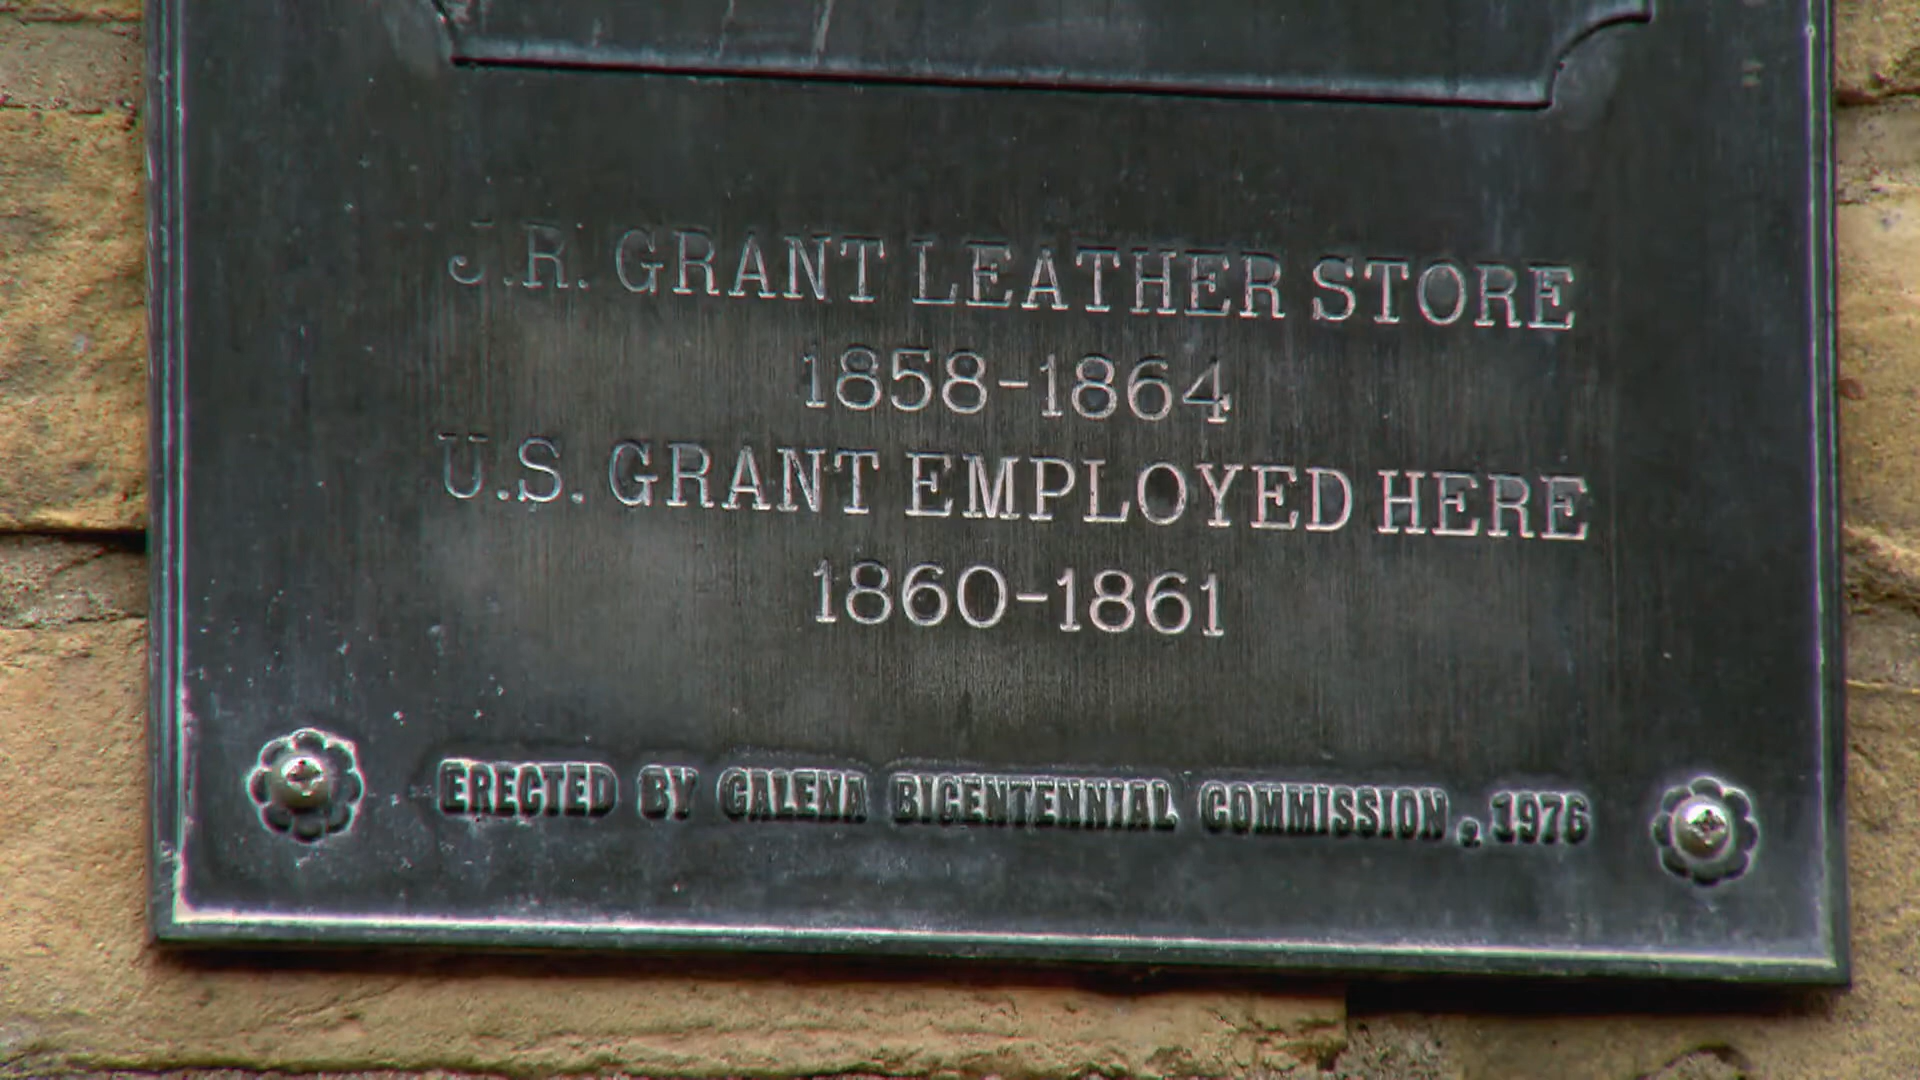 J.R. GRANT LEATHER STORE
1858-1864
U.S. GRANT EMPLOYED HERE
1860-1861
ERECTED BY GALENA BICENTENNIAL COMMISSION, 1976